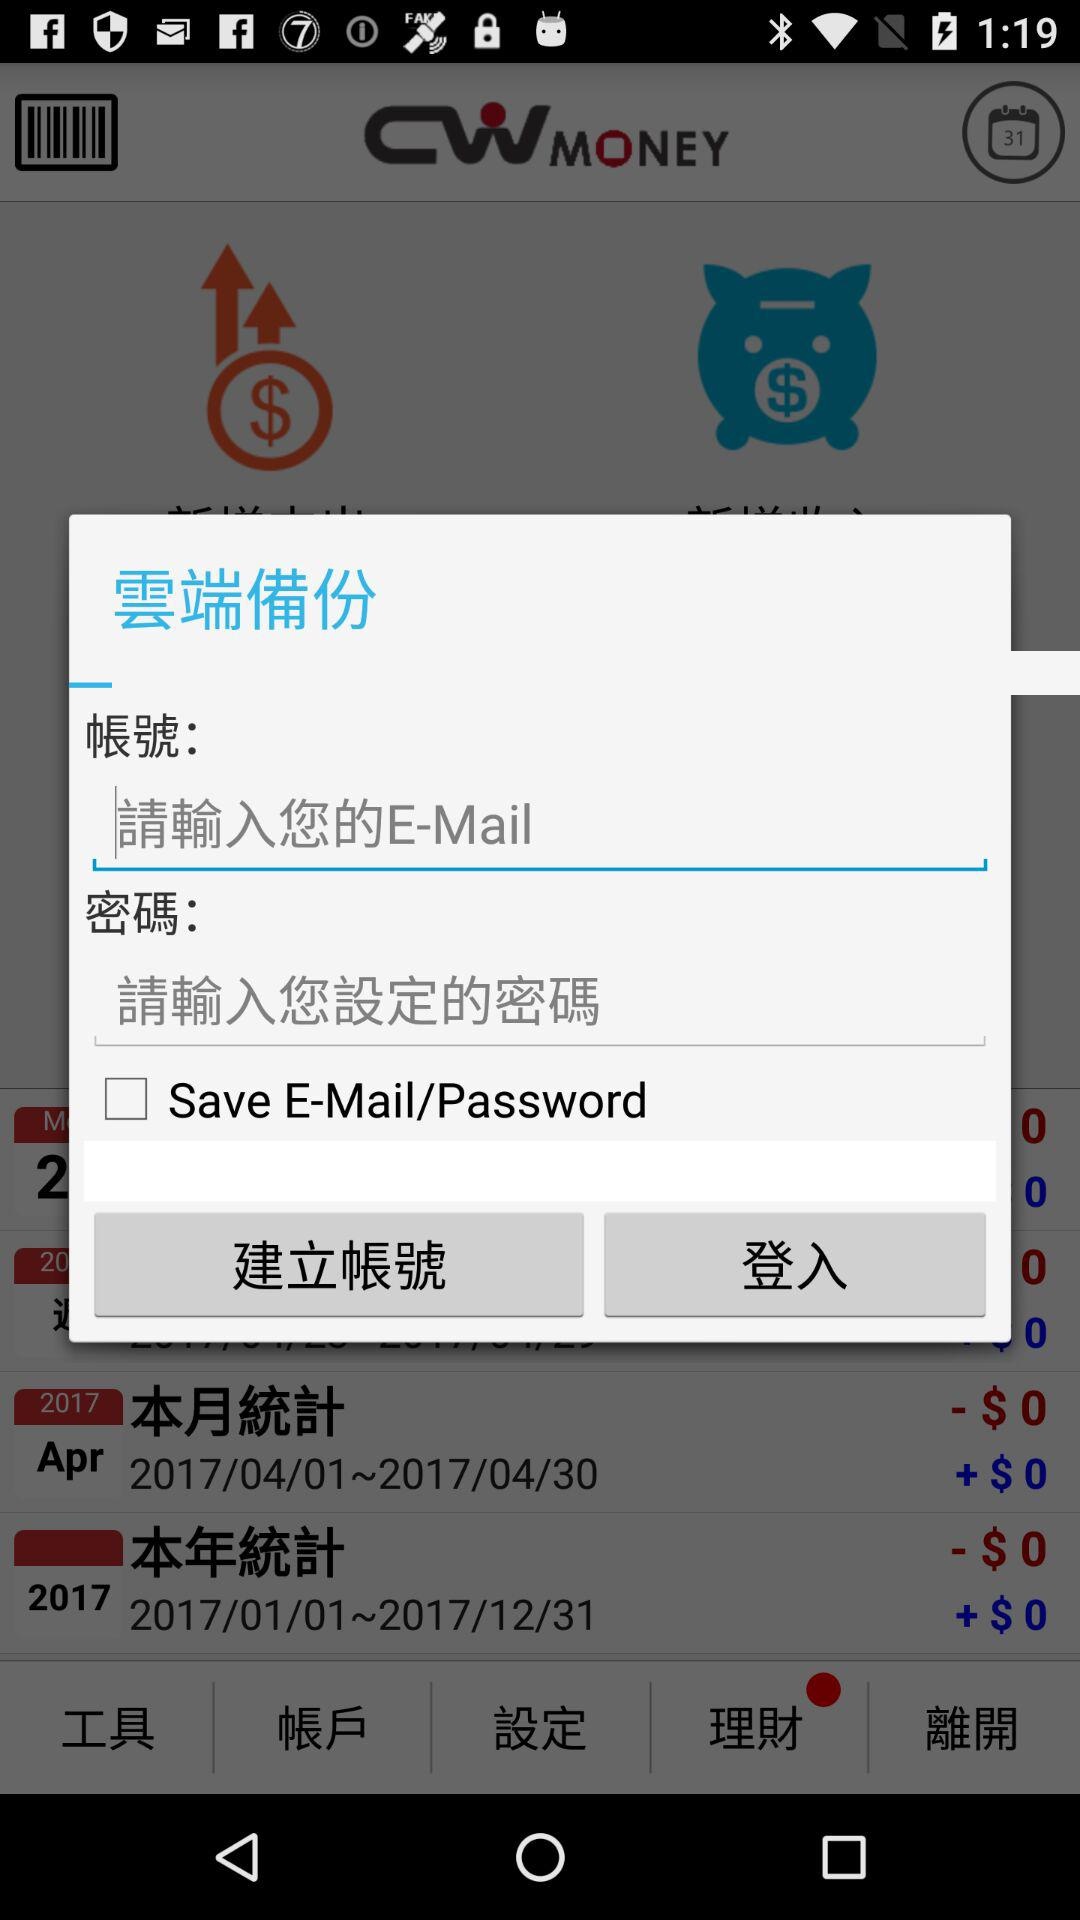 FAKE
1:19
CWMONEY
31
雲端備份
帳號：
請輸入您的E-Mail
密碼：
請輸入您設定的密碼
Save E-Mail/Password
建立帳號
登入
0
0
0
0
2017
Apr
本月統計
2017/04/01~2017/04/30
- $ 0
+ $ 0
2017
本年統計
2017/01/01~2017/12/31
- $ 0
+ $ 0
工具
帳戶
設定
理財
離開